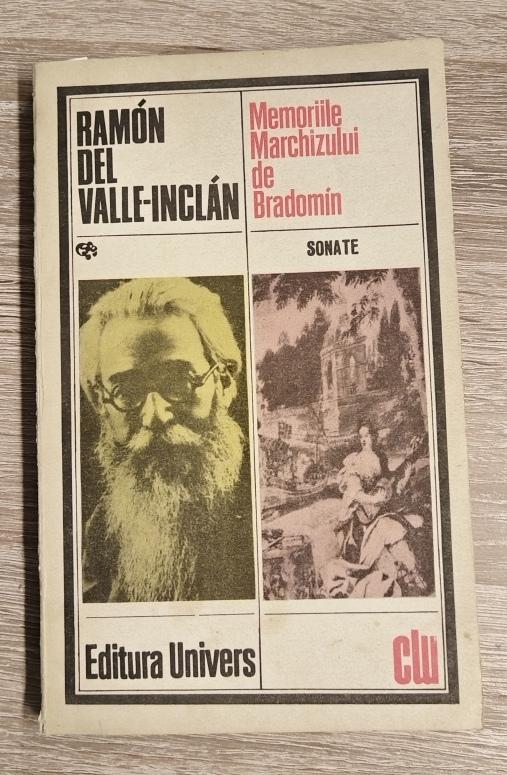 RAMÓN
DEL
VALLE-INCLÁN
Memoriile
Marchizului
de
Bradomín
SONATE
Editura Univers
clu